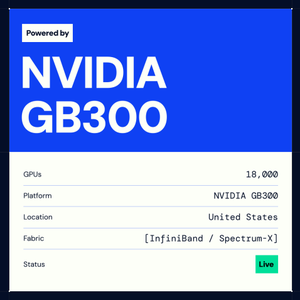 Powered by
NVIDIA
GB300
GPUs 18,000
Platform NVIDIA GB300
Location United States
Fabric [InfiniBand / Spectrum-X]
Status Live